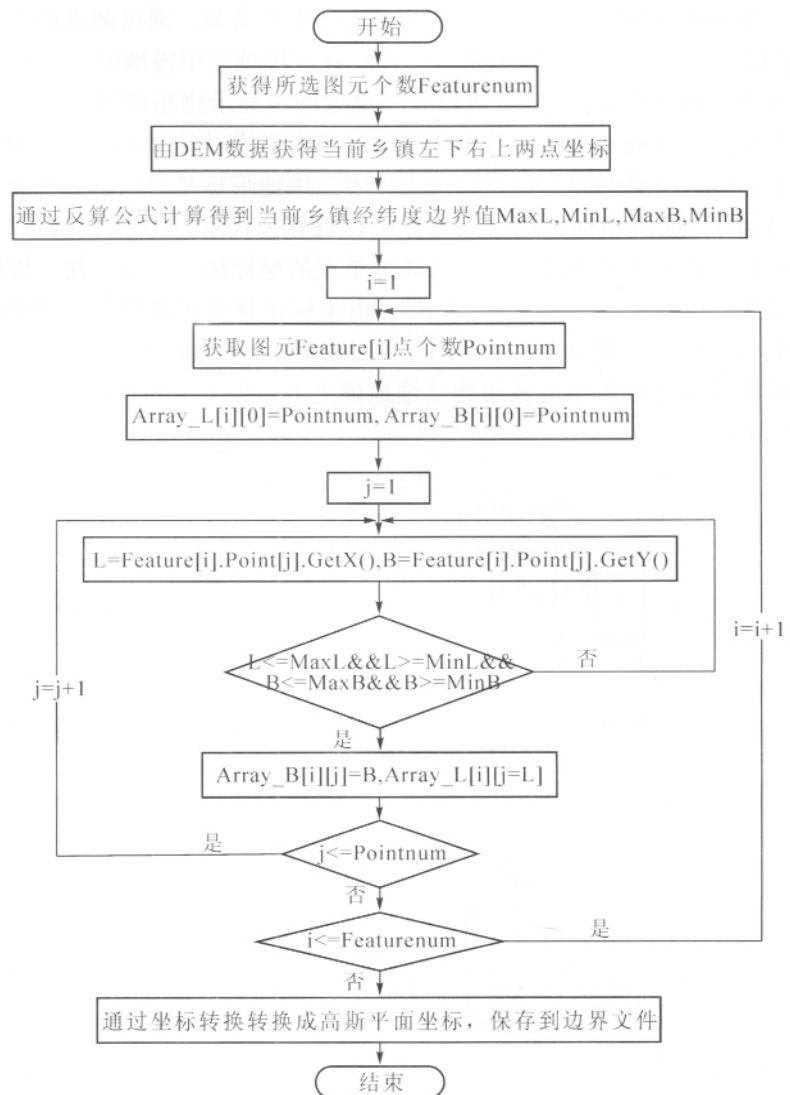 开始
获得所选图元个数Featurenum
由DEM数据获得当前乡镇左下右上两点坐标
通过反算公式计算得到当前乡镇经纬度边界值MaxL,MinL,MaxB,MinB
i=1
获取图元Feature[i]点个数Pointnum
Array_L[i][0]=Pointnum, Array_B[i][0]=Pointnum
j=1
L=Feature[i].Point[j].GetX(),B=Feature[i].Point[j].GetY()
i=i+1
L<=MaxL&&L>=MinL&&
B<=MaxB&&B>=MinB
否
j=j+1
是
Array_B[i][j]=B,Array_L[i][j=L]
是
j<=Pointnum
否
i<=Featurenum
是
否
通过坐标转换转换成高斯平面坐标，保存到边界文件
结束